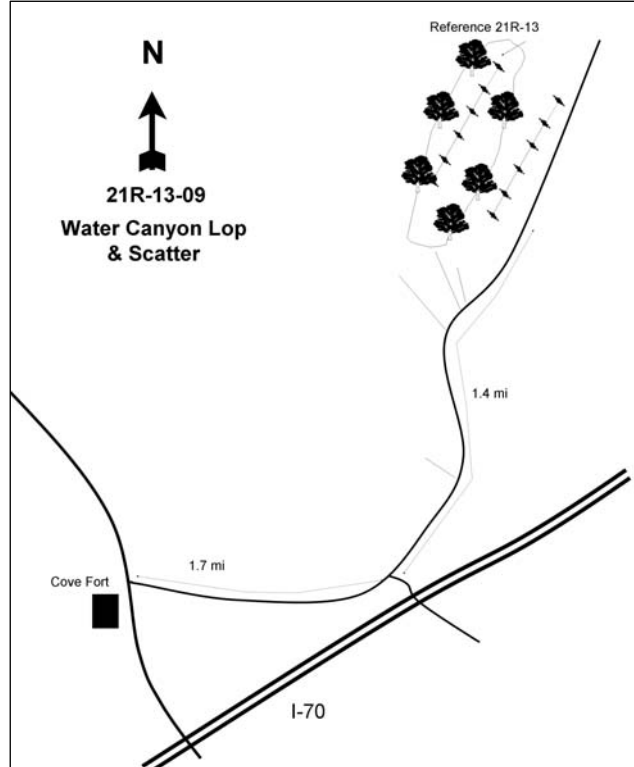 Reference 21R-13
N
21R-13-09
Water Canyon Lop
& Scatter
1.4 mi
1.7 mi
Cove Fort
I-70